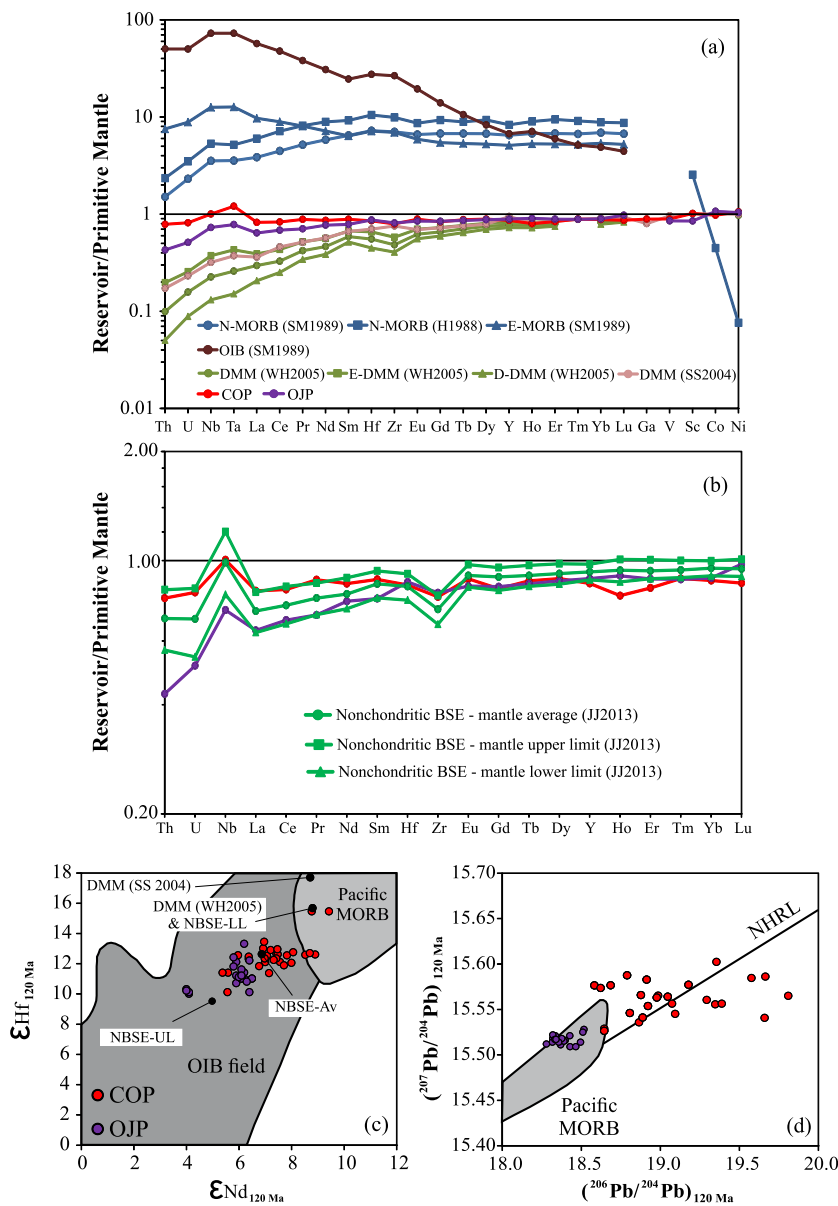 100
(a)
10
1
0.1
0.01
Reservoir/Primitive Mantle
N-MORB (SM1989) N-MORB (H1988) E-MORB (SM1989)
OIB (SM1989)
DMM (WH2005) E-DMM (WH2005) D-DMM (WH2005) DMM (SS2004)
COP OJP
Th U Nb Ta La Ce Pr Nd Sm Hf Zr Eu Gd Tb Dy Y Ho Er Tm Yb Lu Ga V Sc Co Ni
2.00
(b)
1.00
0.20
Reservoir/Primitive Mantle
Nonchondritic BSE - mantle average (JJ2013)
Nonchondritic BSE - mantle upper limit (JJ2013)
Nonchondritic BSE - mantle lower limit (JJ2013)
Th U Nb La Ce Pr Nd Sm Hf Zr Eu Gd Tb Dy Y Ho Er Tm Yb Lu
18
16
14
12
10
8
6
4
2
0
εHf120 Ma
DMM (SS 2004)
DMM (WH2005)
& NBSE-LL
Pacific
MORB
NBSE-Av
NBSE-UL
OIB field
COP
OJP
(c)
0 2 4 6 8 10 12
εNd120 Ma
15.70
15.65
15.60
15.55
15.50
15.45
15.40
(207Pb/204Pb)120 Ma
NHRL
Pacific
MORB
(d)
18.0 18.5 19.0 19.5 20.0
(206Pb/204Pb)120 Ma